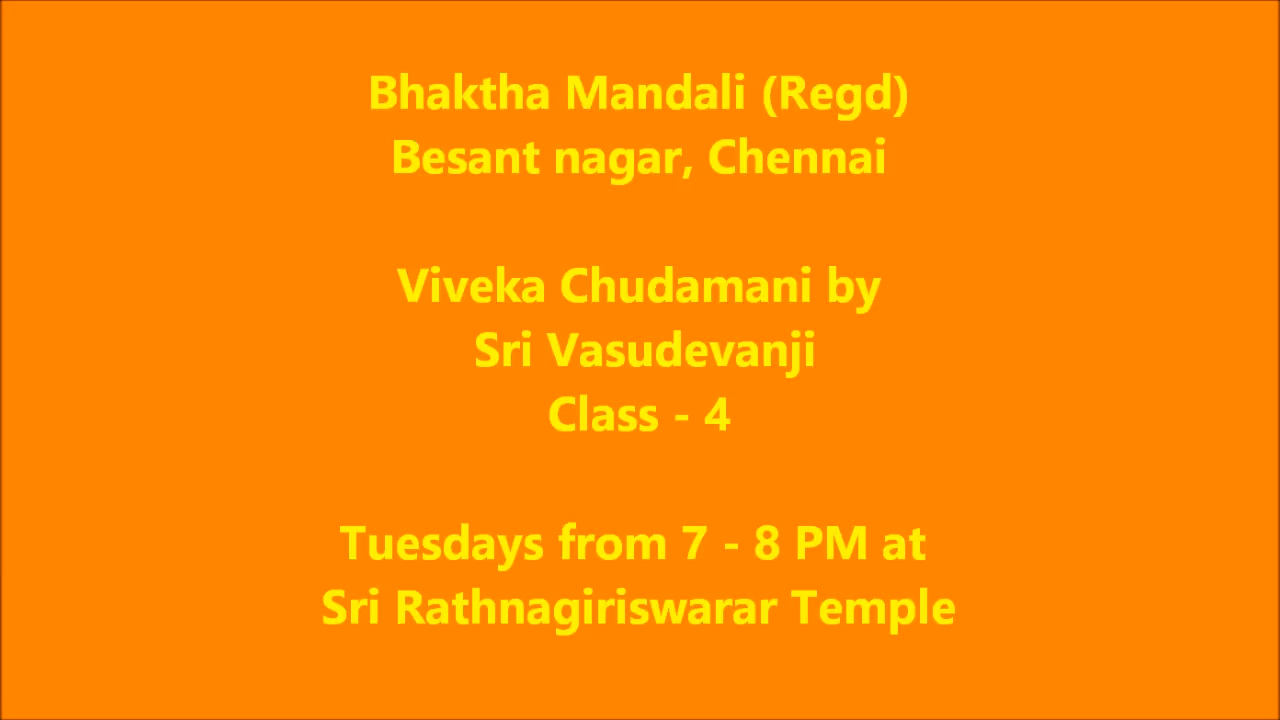 Bhaktha Mandali (Regd)
Besant nagar, Chennai
Viveka Chudamani by
Sri Vasudevanji
Class - 4
Tuesdays from 7 - 8 PM at
Sri Rathnagiriswarar Temple